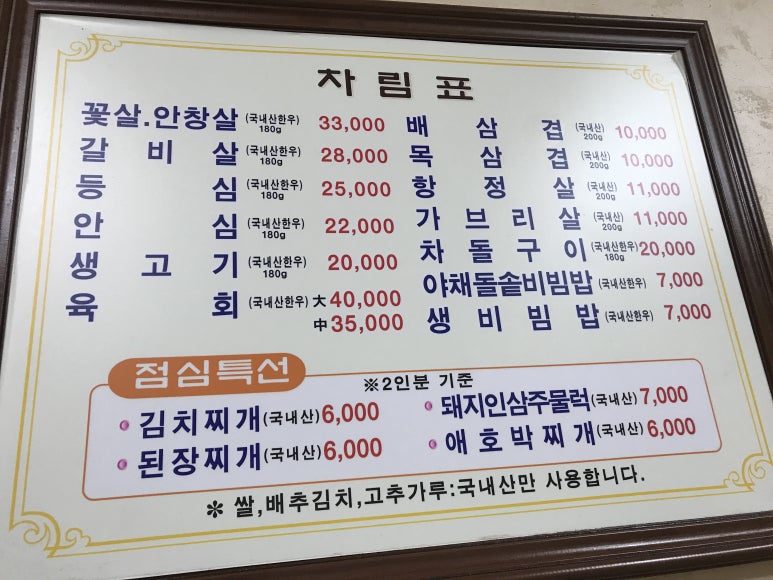 차림표
꽃살.안창살 (국내산한우) 180g 33,000
갈비살 (국내산한우) 180g 28,000
등심 (국내산한우) 180g 25,000
안심 (국내산한우) 180g 22,000
생고기 (국내산한우) 180g 20,000
육회 (국내산한우) 大 40,000
中 35,000
배삼겹 (국내산) 200g 10,000
목삼겹 (국내산) 200g 10,000
항정살 (국내산) 200g 11,000
가브리살 (국내산) 200g 11,000
차돌구이 (국내산한우) 180g 20,000
야채돌솥비빔밥 (국내산한우) 7,000
생비빔밥 (국내산한우) 7,000
점심특선
※2인분 기준
김치찌개 (국내산) 6,000
된장찌개 (국내산) 6,000
돼지인삼주물럭 (국내산) 7,000
애호박찌개 (국내산) 6,000
* 쌀,배추김치,고추가루:국내산만 사용합니다.